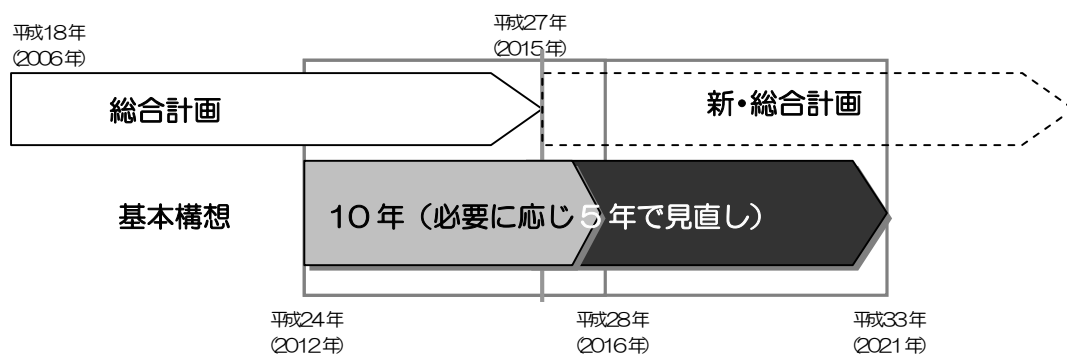 平成18年
(2006年)
平成27年
(2015年)
総合計画
新・総合計画
基本構想
10年（必要に応じ5年で見直し）
平成24年
(2012年)
平成28年
(2016年)
平成33年
(2021年)